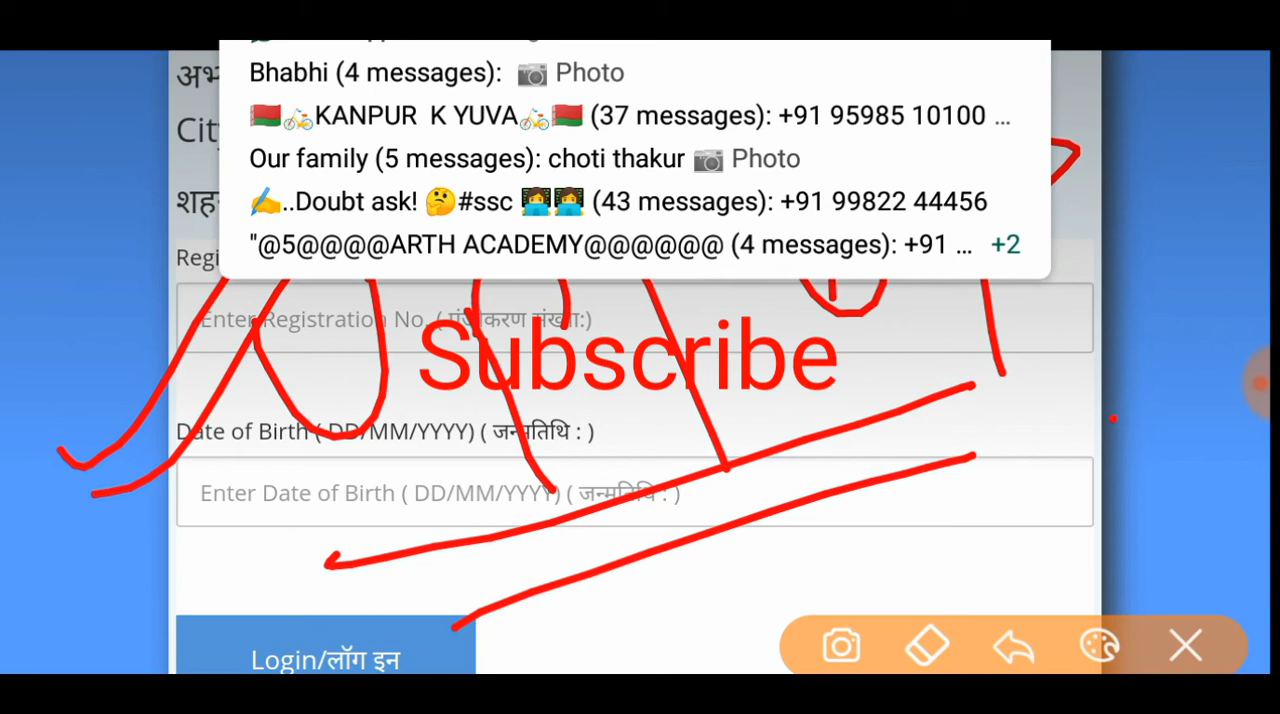 अभ
City
शहर
Bhabhi (4 messages): 📷 Photo
🇧🇾🚲KANPUR K YUVA🚲🇧🇾 (37 messages): +91 95985 10100 ...
Our family (5 messages): choti thakur 📷 Photo
✍️..Doubt ask! 🤔#ssc 👩‍💻👩‍💻 (43 messages): +91 99822 44456
"@5@@@@ARTH ACADEMY@@@@@@ (4 messages): +91 ... +2
Regi
Enter Registration No. ( पंजीकरण संख्या:)
Subscribe
Date of Birth ( DD/MM/YYYY) ( जन्मतिथि : )
Enter Date of Birth ( DD/MM/YYYY) ( जन्मतिथि : )
Login/लॉग इन